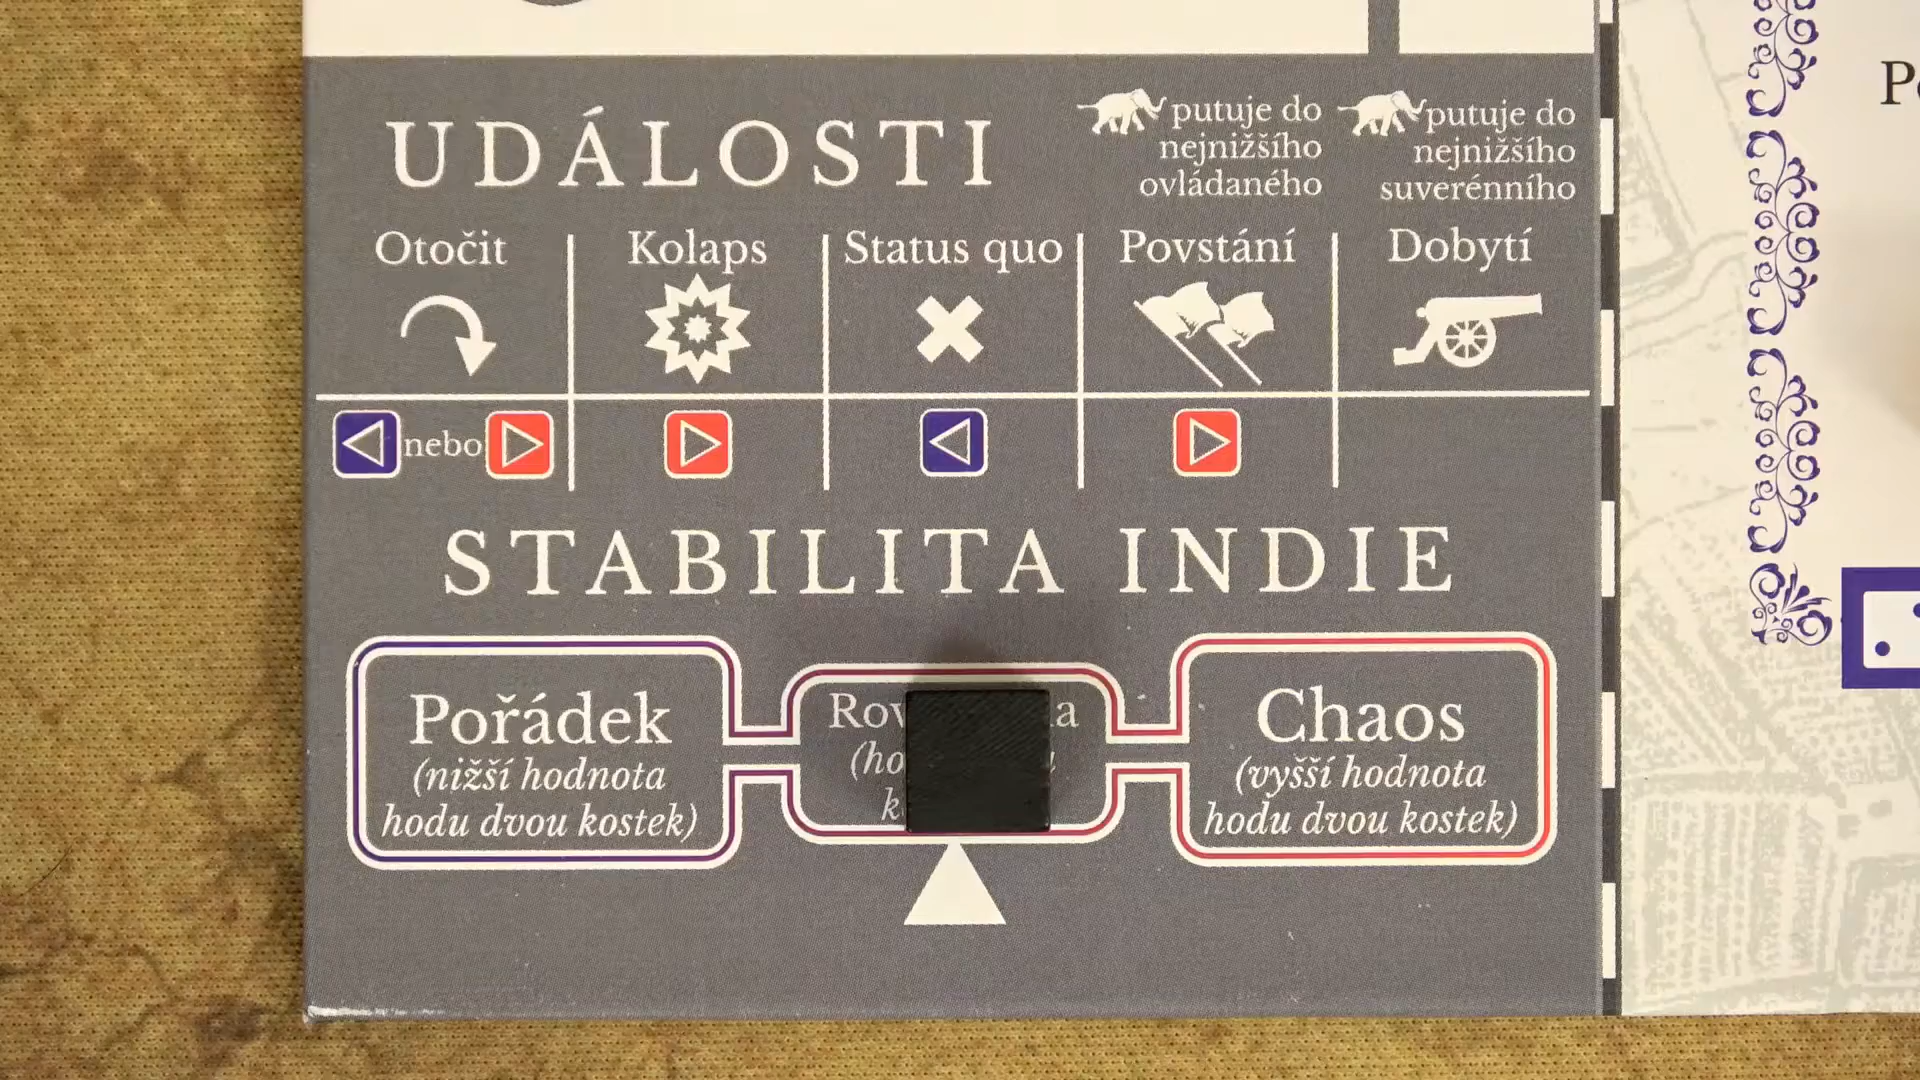 UDÁLOSTI
putuje do
nejnižšího
ovládaného
putuje do
nejnižšího
suverénního
Otočit
Kolaps
Status quo
Povstání
Dobytí
nebo
STABILITA INDIE
Pořádek
(nižší hodnota
hodu dvou kostek)
Chaos
(vyšší hodnota
hodu dvou kostek)